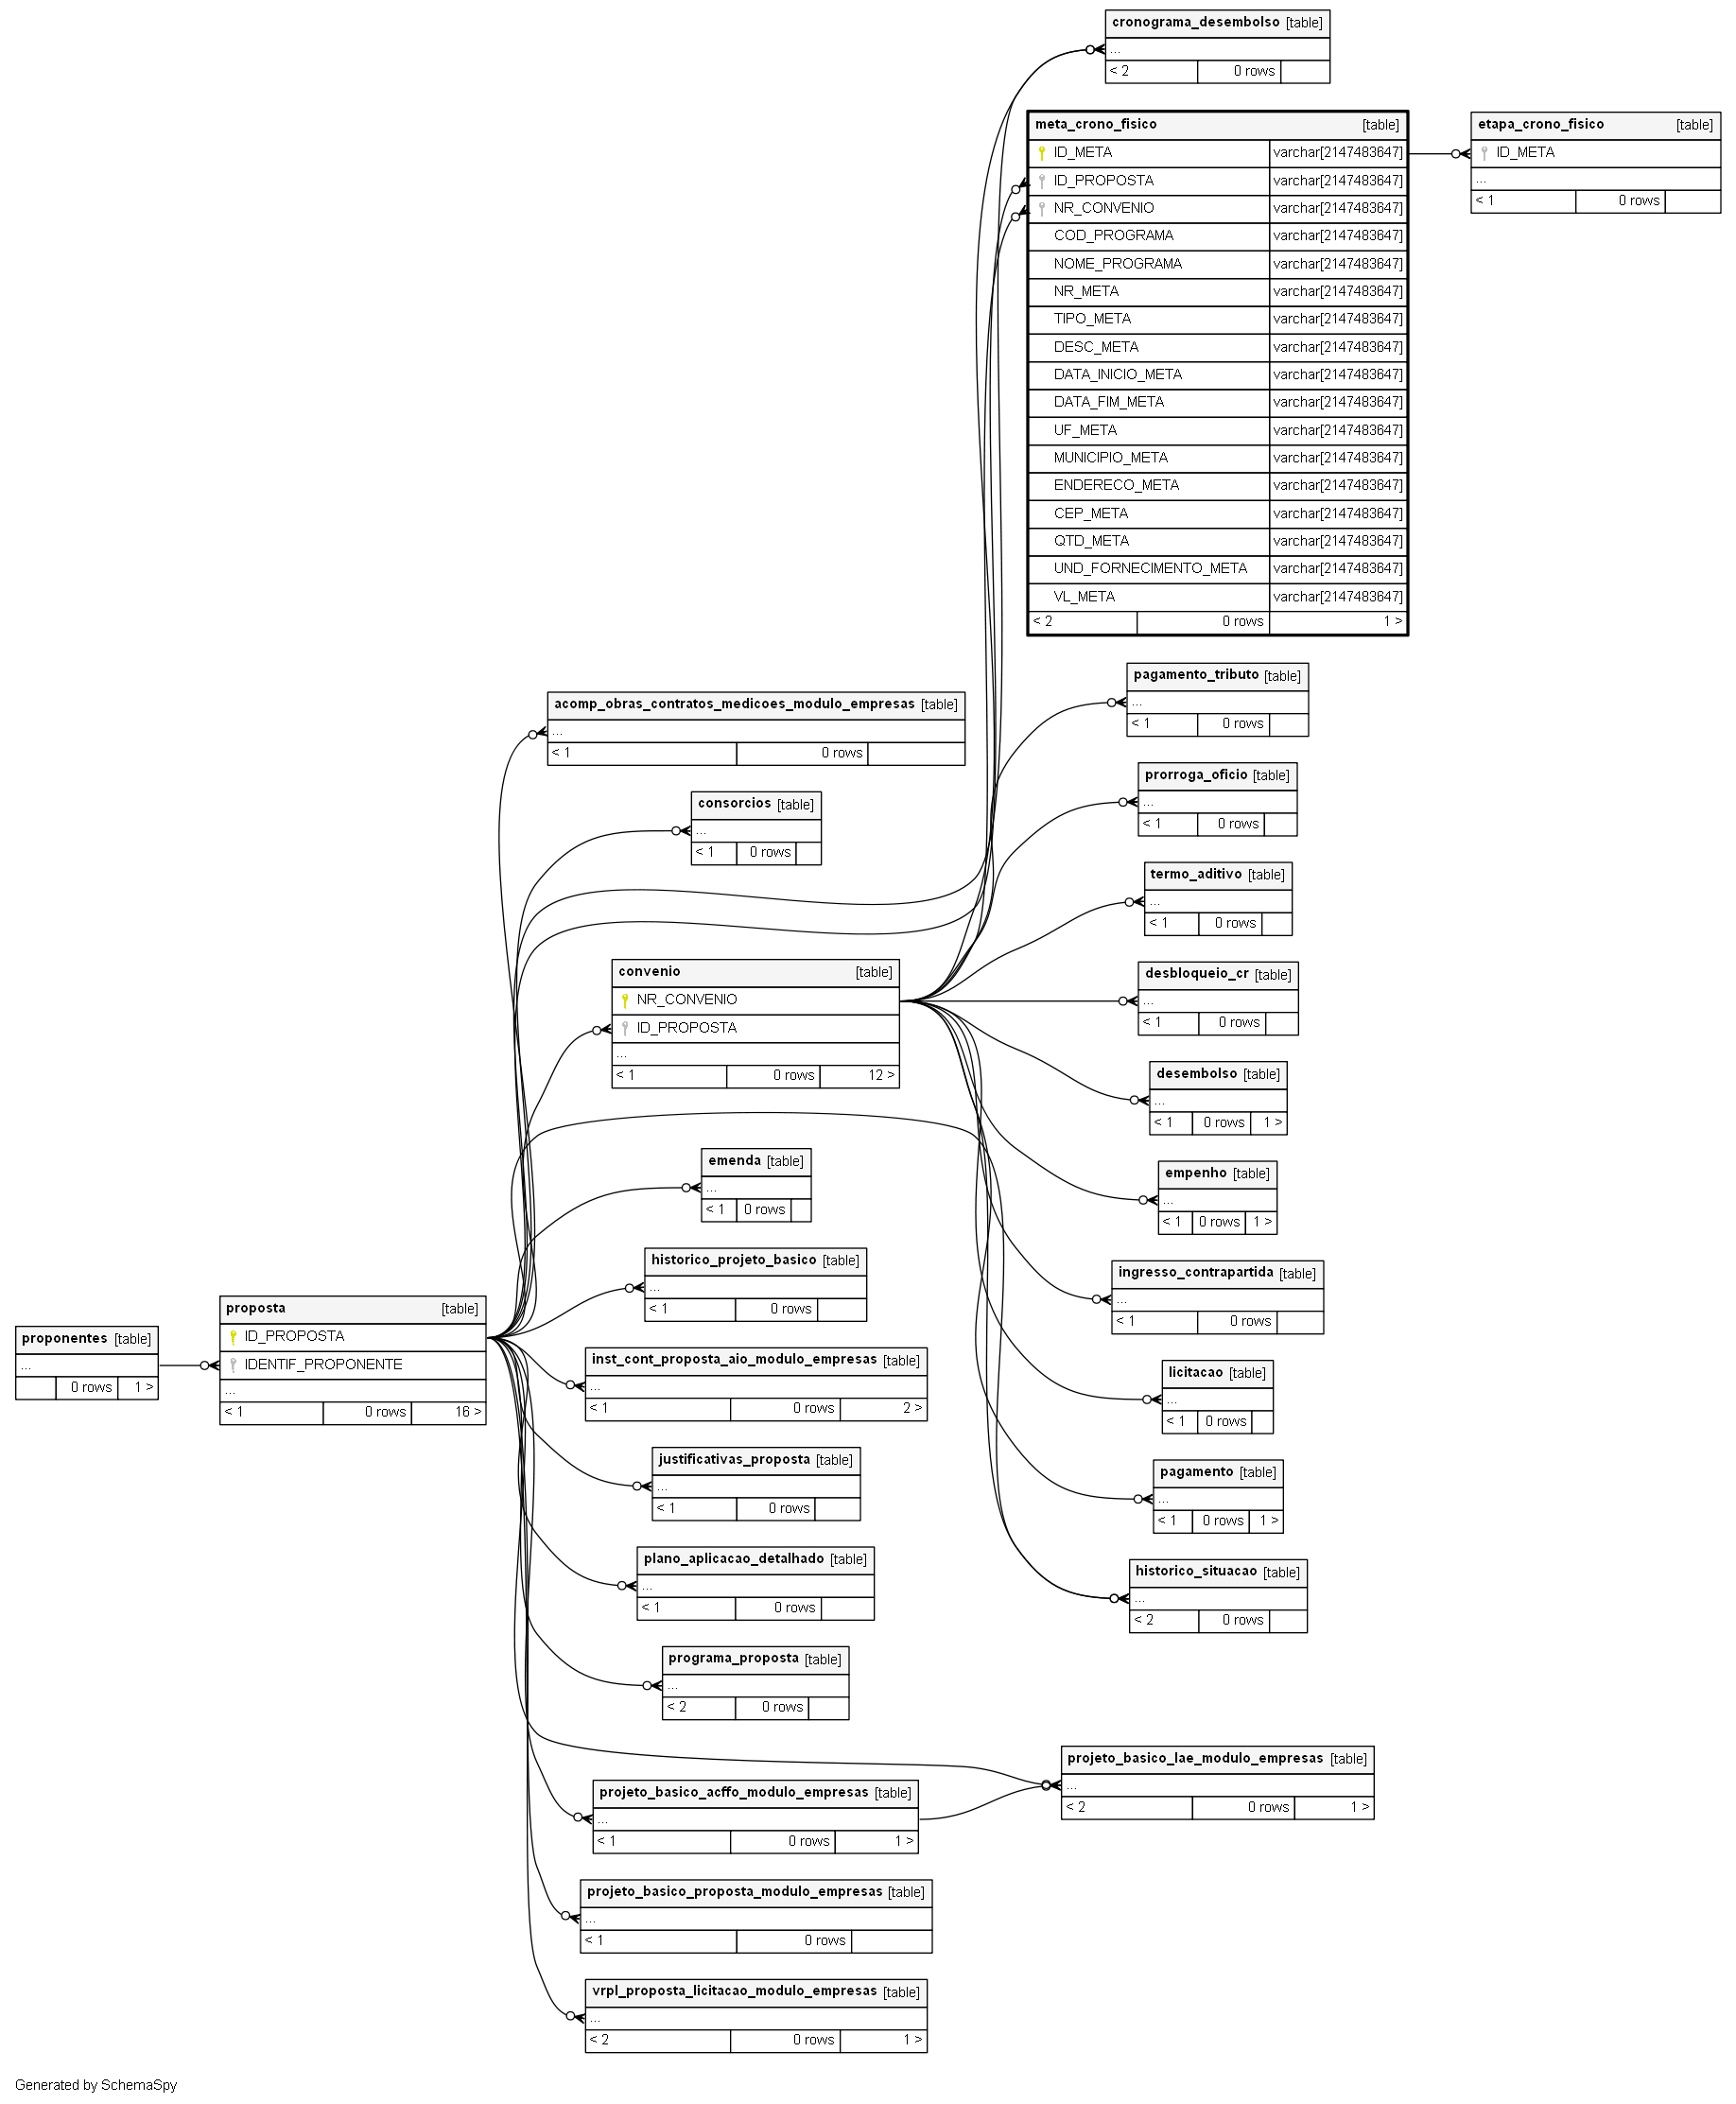 cronograma_desembolso [table]
...
< 2 0 rows
meta_crono_fisico [table]
ID_META varchar[2147483647]
ID_PROPOSTA varchar[2147483647]
NR_CONVENIO varchar[2147483647]
COD_PROGRAMA varchar[2147483647]
NOME_PROGRAMA varchar[2147483647]
NR_META varchar[2147483647]
TIPO_META varchar[2147483647]
DESC_META varchar[2147483647]
DATA_INICIO_META varchar[2147483647]
DATA_FIM_META varchar[2147483647]
UF_META varchar[2147483647]
MUNICIPIO_META varchar[2147483647]
ENDERECO_META varchar[2147483647]
CEP_META varchar[2147483647]
QTD_META varchar[2147483647]
UND_FORNECIMENTO_META varchar[2147483647]
VL_META varchar[2147483647]
< 2 0 rows 1 >
etapa_crono_fisico [table]
ID_META
...
< 1 0 rows
pagamento_tributo [table]
...
< 1 0 rows
acomp_obras_contratos_medicoes_modulo_empresas [table]
...
< 1 0 rows
prorroga_oficio [table]
...
< 1 0 rows
consorcios [table]
...
< 1 0 rows
termo_aditivo [table]
...
< 1 0 rows
convenio [table]
NR_CONVENIO
ID_PROPOSTA
...
< 1 0 rows 12 >
desbloqueio_cr [table]
...
< 1 0 rows
desembolso [table]
...
< 1 0 rows 1 >
emenda [table]
...
< 1 0 rows
empenho [table]
...
< 1 0 rows 1 >
historico_projeto_basico [table]
...
< 1 0 rows
ingresso_contrapartida [table]
...
< 1 0 rows
proponentes [table]
...
0 rows 1 >
proposta [table]
ID_PROPOSTA
IDENTIF_PROPONENTE
...
< 1 0 rows 16 >
inst_cont_proposta_aio_modulo_empresas [table]
...
< 1 0 rows 2 >
licitacao [table]
...
< 1 0 rows
justificativas_proposta [table]
...
< 1 0 rows
pagamento [table]
...
< 1 0 rows 1 >
plano_aplicacao_detalhado [table]
...
< 1 0 rows
historico_situacao [table]
...
< 2 0 rows
programa_proposta [table]
...
< 2 0 rows
projeto_basico_lae_modulo_empresas [table]
...
< 2 0 rows 1 >
projeto_basico_acffo_modulo_empresas [table]
...
< 1 0 rows 1 >
projeto_basico_proposta_modulo_empresas [table]
...
< 1 0 rows
vrpl_proposta_licitacao_modulo_empresas [table]
...
< 2 0 rows 1 >
Generated by SchemaSpy